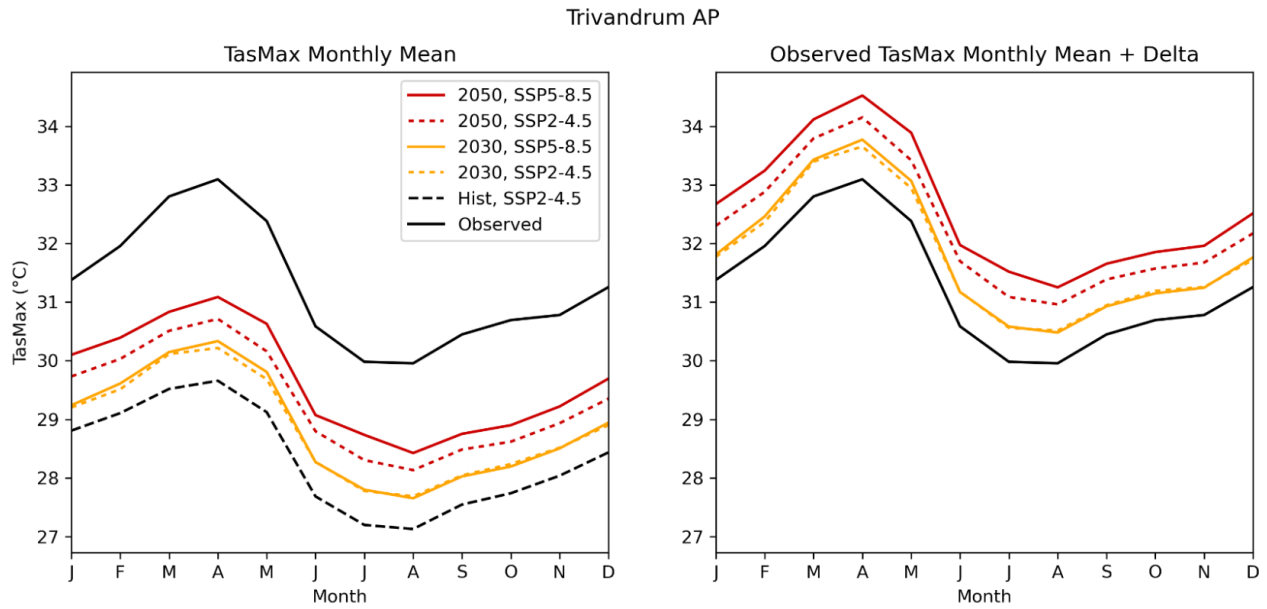 Trivandrum AP
TasMax Monthly Mean
TasMax (°C)
34
33
32
31
30
29
28
27
2050, SSP5-8.5
2050, SSP2-4.5
2030, SSP5-8.5
2030, SSP2-4.5
Hist, SSP2-4.5
Observed
J F M A M J J A S O N D
Month
Observed TasMax Monthly Mean + Delta
34
33
32
31
30
29
28
27
J F M A M J J A S O N D
Month